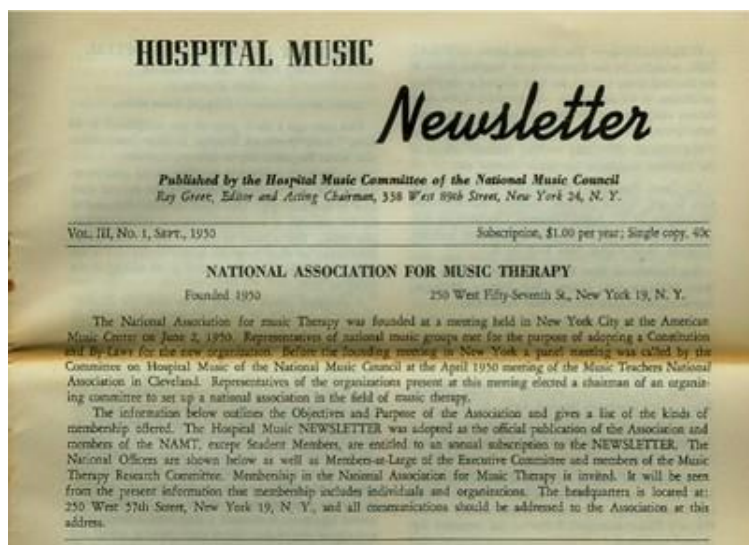 HOSPITAL MUSIC
Newsletter
Published by the Hospital Music Committee of the National Music Council
Ray Green, Editor and Acting Chairman, 338 West 89th Street, New York 24, N. Y.
VOL. III, NO. 1, SEPT., 1950 Subscription, $1.00 per year; Single copy, 40c
NATIONAL ASSOCIATION FOR MUSIC THERAPY
Founded 1950 250 West Fifty-Seventh St., New York 19, N. Y.
The National Association for music Therapy was founded at a meeting held in New York City at the American
Music Center on June 2, 1950. Representatives of national music groups met for the purpose of adopting a Constitution
and By-Laws for the new organization. Before the founding meeting in New York a panel meeting was called by the
Committee on Hospital Music of the National Music Council at the April 1950 meeting of the Music Teachers National
Association in Cleveland. Representatives of the organizations present at this meeting elected a chairman of an organiz-
ing committee to set up a national association in the field of music therapy.
The information below outlines the Objectives and Purpose of the Association and gives a list of the kinds of
membership offered. The Hospital Music NEWSLETTER was adopted as the official publication of the Association and
members of the NAMT, except Student Members, are entitled to an annual subscription to the NEWSLETTER. The
National Officers are shown below as well as Members-at-Large of the Executive Committee and members of the Music
Therapy Research Committee. Membership in the National Association for Music Therapy is invited. It will be seen
from the present information that membership includes individuals and organizations. The headquarters is located at:
250 West 57th Street, New York 19, N. Y., and all communications should be addressed to the Association at this
address.